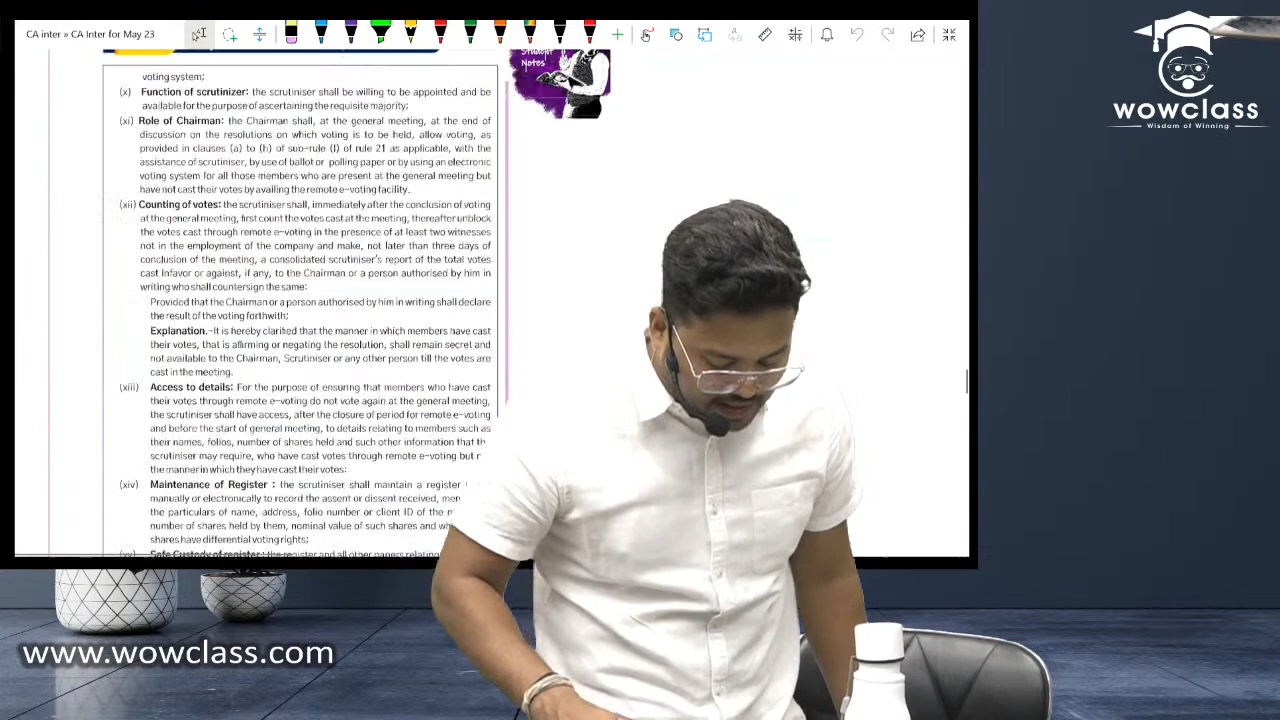 CA inter » CA Inter for May 23
Student
Notes
wowclass
Wisdom of Winning
voting system;
(x) Function of scrutinizer: the scrutiniser shall be willing to be appointed and be
available for the purpose of ascertaining the requisite majority;
(xi) Role of Chairman: the Chairman shall, at the general meeting, at the end of
discussion on the resolutions on which voting is to be held, allow voting, as
provided in clauses (a) to (h) of sub-rule (l) of rule 21 as applicable, with the
assistance of scrutiniser, by use of ballot or polling paper or by using an electronic
voting system for all those members who are present at the general meeting but
have not cast their votes by availing the remote e-voting facility.
(xii) Counting of votes: the scrutiniser shall, immediately after the conclusion of voting
at the general meeting, first count the votes cast at the meeting, thereafter unblock
the votes cast through remote e-voting in the presence of at least two witnesses
not in the employment of the company and make, not later than three days of
conclusion of the meeting, a consolidated scrutiniser's report of the total votes
cast Infavor or against, if any, to the Chairman or a person authorised by him in
writing who shall countersign the same:
Provided that the Chairman or a person authorised by him in writing shall declare
the result of the voting forthwith;
Explanation.-It is hereby clarified that the manner in which members have cast
their votes, that is affirming or negating the resolution, shall remain secret and
not available to the Chairman, Scrutiniser or any other person till the votes are
cast in the meeting.
(xiii) Access to details: For the purpose of ensuring that members who have cast
their votes through remote e-voting do not vote again at the general meeting,
the scrutiniser shall have access, after the closure of period for remote e-voting
and before the start of general meeting, to details relating to members such as
their names, folios, number of shares held and such other information that
scrutiniser may require, who have cast votes through remote e-voting but
the manner in which they have cast their votes:
(xiv) Maintenance of Register : the scrutiniser shall maintain a register
manually or electronically to record the assent or dissent received,
the particulars of name, address, folio number or client ID of the
number of shares held by them, nominal value of such shares and
shares have differential voting rights;
(xv) Safe Custody of register: the register and all other papers relating
www.wowclass.com